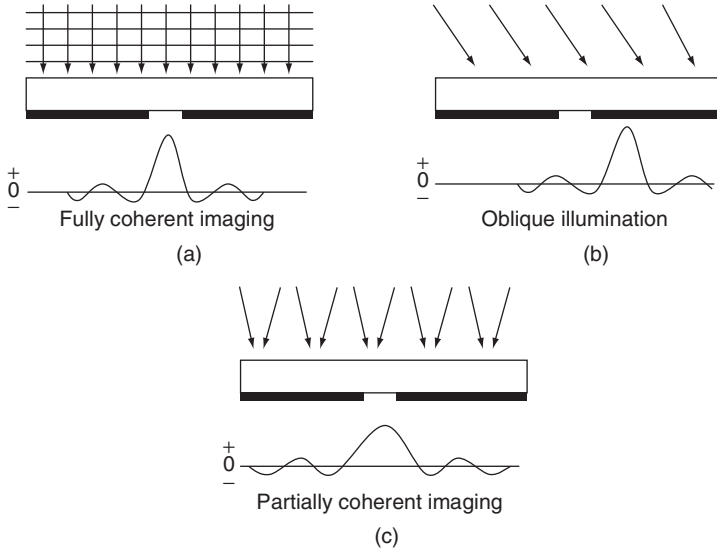 +
0
−
Fully coherent imaging
(a)
+
0
−
Oblique illumination
(b)
+
0
−
Partially coherent imaging
(c)